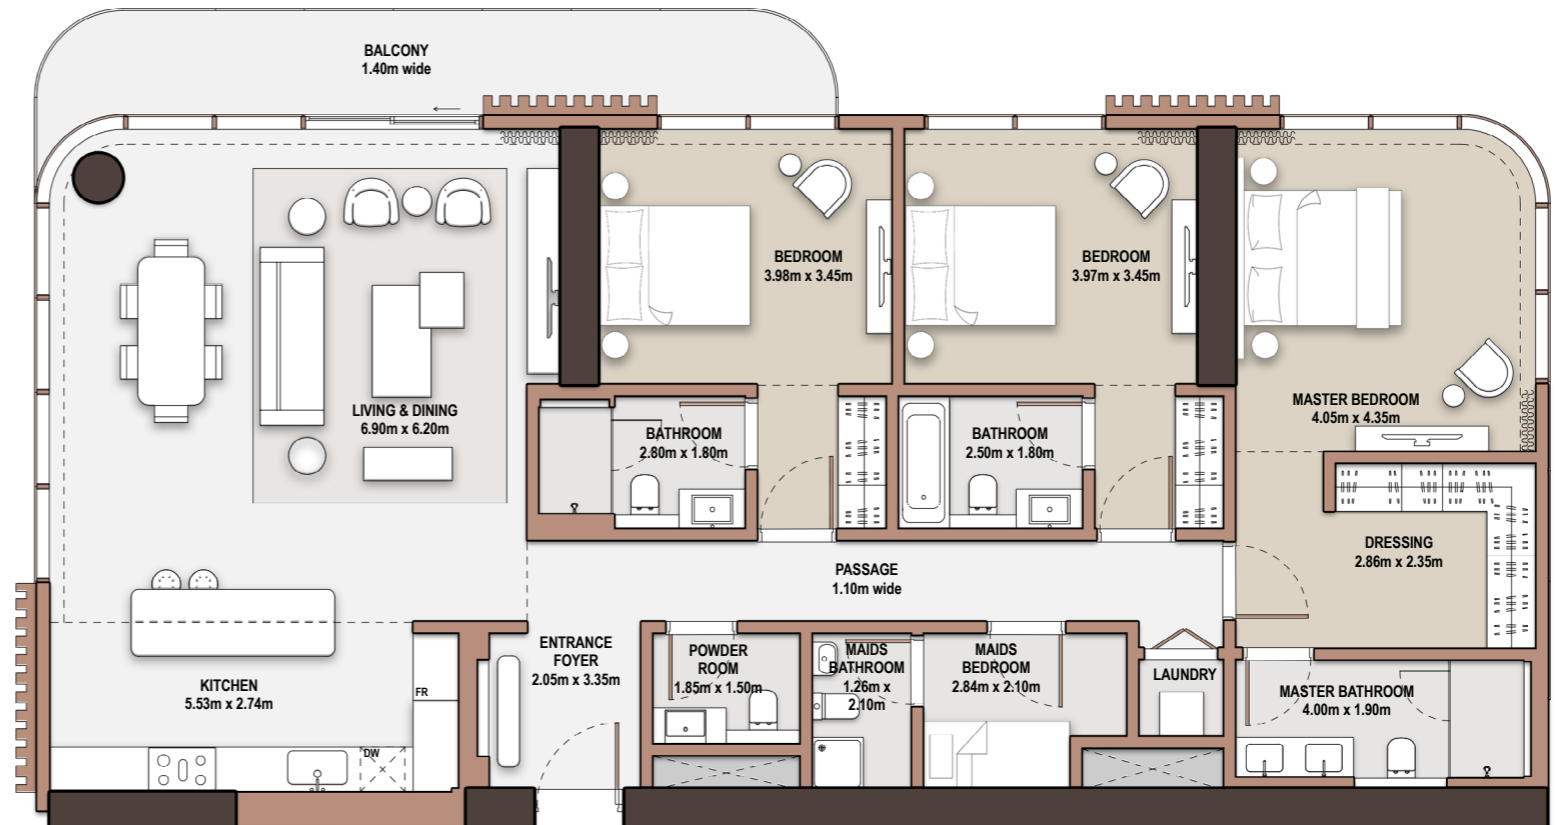 BALCONY
1.40m wide
BEDROOM
3.98m x 3.45m
BEDROOM
3.97m x 3.45m
LIVING & DINING
6.90m x 6.20m
MASTER BEDROOM
4.05m x 4.35m
BATHROOM
2.80m x 1.80m
BATHROOM
2.50m x 1.80m
DRESSING
2.86m x 2.35m
PASSAGE
1.10m wide
KITCHEN
5.53m x 2.74m
FR
DW
ENTRANCE
FOYER
2.05m x 3.35m
POWDER
ROOM
1.85m x 1.50m
MAIDS
BATHROOM
1.26m x
2.10m
MAIDS
BEDROOM
2.84m x 2.10m
LAUNDRY
MASTER BATHROOM
4.00m x 1.90m